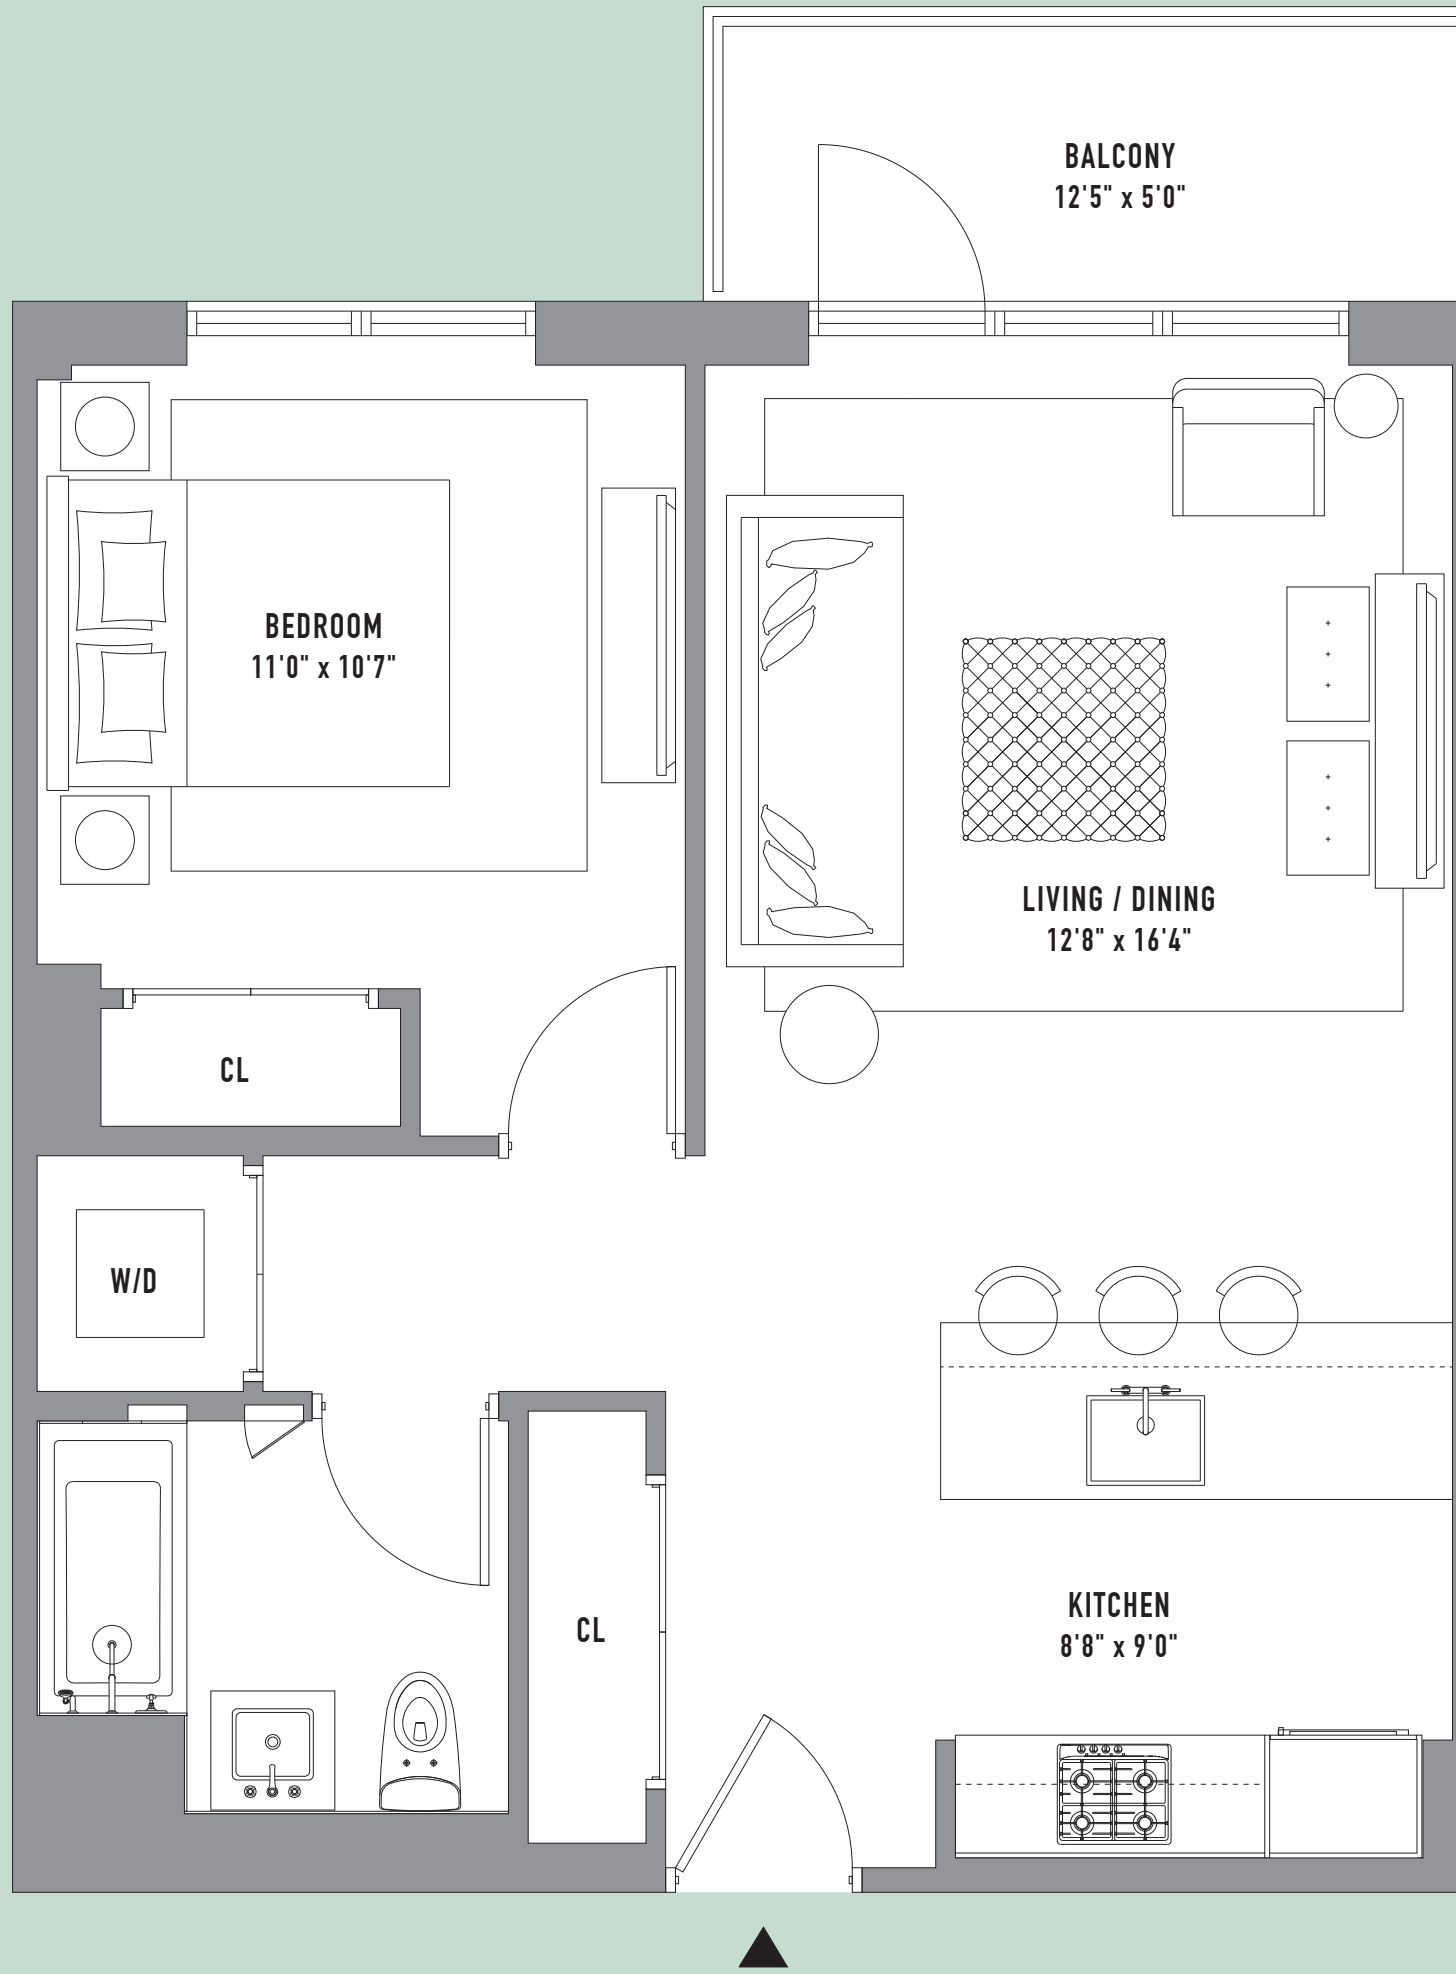 BALCONY
12'5" x 5'0"
BEDROOM
11'0" x 10'7"
LIVING / DINING
12'8" x 16'4"
CL
W/D
CL
KITCHEN
8'8" x 9'0"